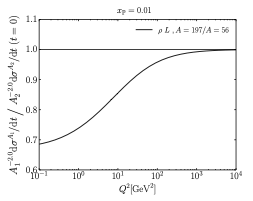 x_ℙ = 0.01
A_1^{-2.0}dσ^{A_1}/dt / A_2^{-2.0}dσ^{A_2}/dt (t = 0)
1.1
ρ L , A = 197/A = 56
1.0
0.9
0.8
0.7
0.6
10^{-1} 10^0 10^1 10^2 10^3 10^4
Q^2[GeV^2]